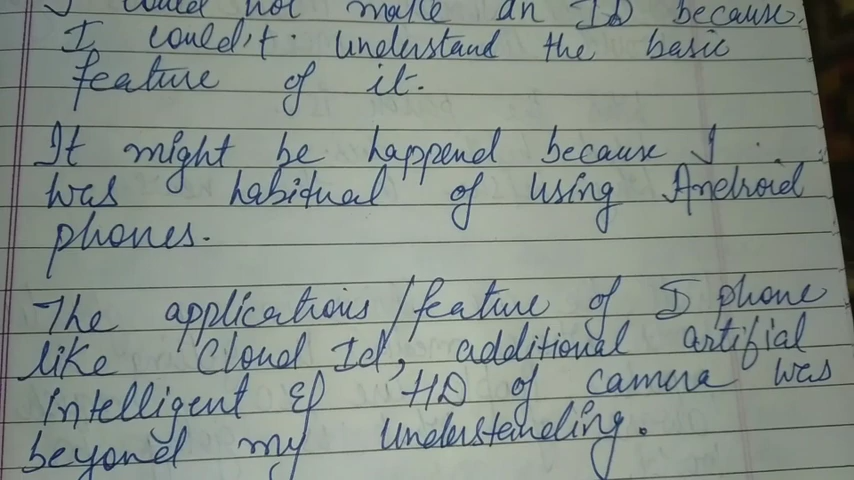 I could not make an ID because.
I could't. understand the basic
feature of it.
It might be happend because I
was habitual of using Android
phones.
The applications/feature of I phone
like Cloud Id, additional artifial
intelligent & HD of camera was
beyond my understanding.